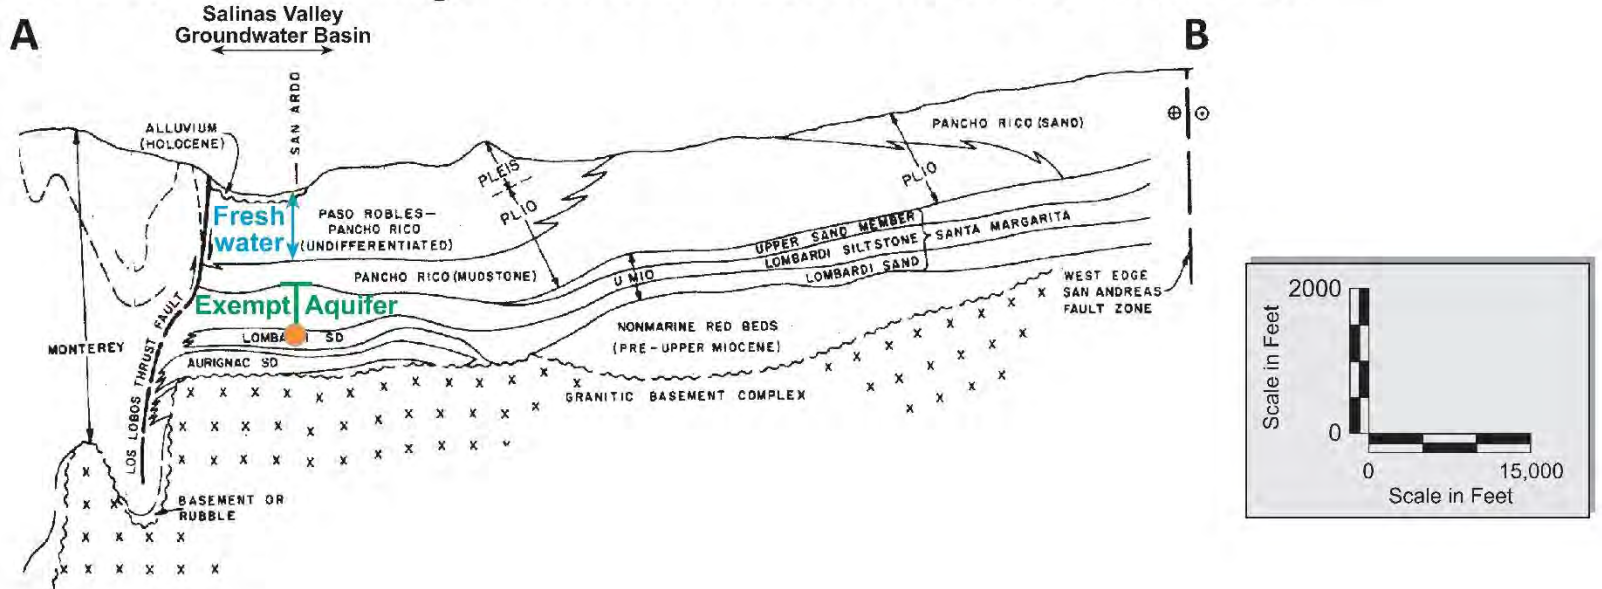 Salinas Valley
Groundwater Basin
A
B
SAN ARDO
ALLUVIUM
(HOLOCENE)
PANCHO RICO (SAND)
PLEIS
PLIO
PLIO
Fresh
water
PASO ROBLES-
PANCHO RICO
(UNDIFFERENTIATED)
UPPER SAND MEMBER
LOMBARDI SILTSTONE
SANTA MARGARITA
LOMBARDI SAND
PANCHO RICO (MUDSTONE)
U MIO
WEST EDGE
SAN ANDREAS
FAULT ZONE
Exempt Aquifer
NONMARINE RED BEDS
(PRE-UPPER MIOCENE)
MONTEREY
LOS LOBOS THRUST FAULT
LOMBARDI SD
AURIGNAC SD
GRANITIC BASEMENT COMPLEX
BASEMENT OR
RUBBLE
2000
Scale in Feet
0
0 15,000
Scale in Feet